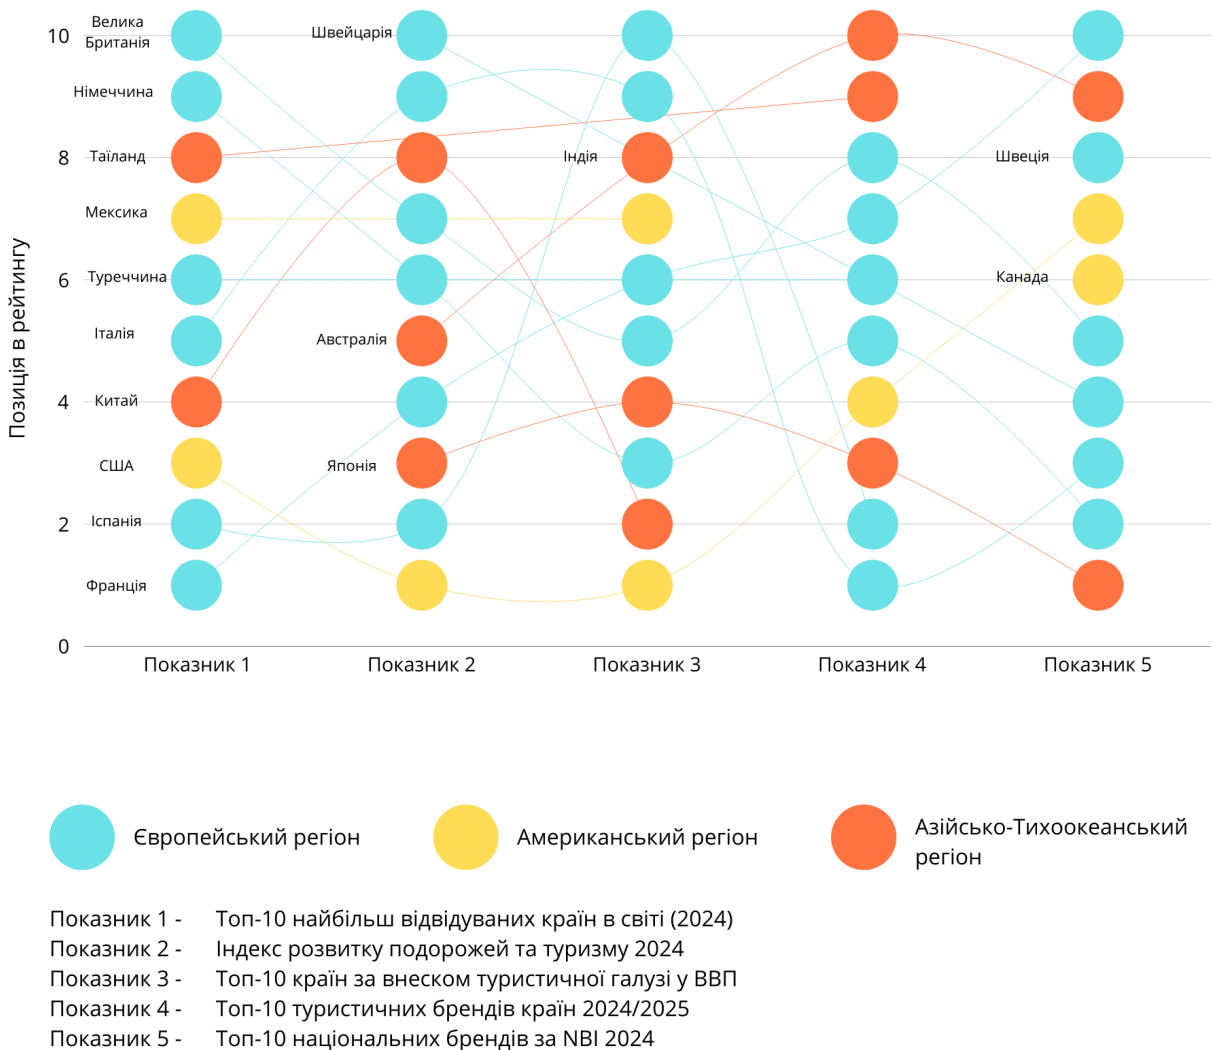 Позиція в рейтингу
10
8
6
4
2
0
Велика
Британія
Німеччина
Таїланд
Мексика
Туреччина
Італія
Китай
США
Іспанія
Франція
Швейцарія
Австралія
Японія
Індія
Швеція
Канада
Показник 1
Показник 2
Показник 3
Показник 4
Показник 5
Європейський регіон
Американський регіон
Азійсько-Тихоокеанський
регіон
Показник 1 - Топ-10 найбільш відвідуваних країн в світі (2024)
Показник 2 - Індекс розвитку подорожей та туризму 2024
Показник 3 - Топ-10 країн за внеском туристичної галузі у ВВП
Показник 4 - Топ-10 туристичних брендів країн 2024/2025
Показник 5 - Топ-10 національних брендів за NBI 2024